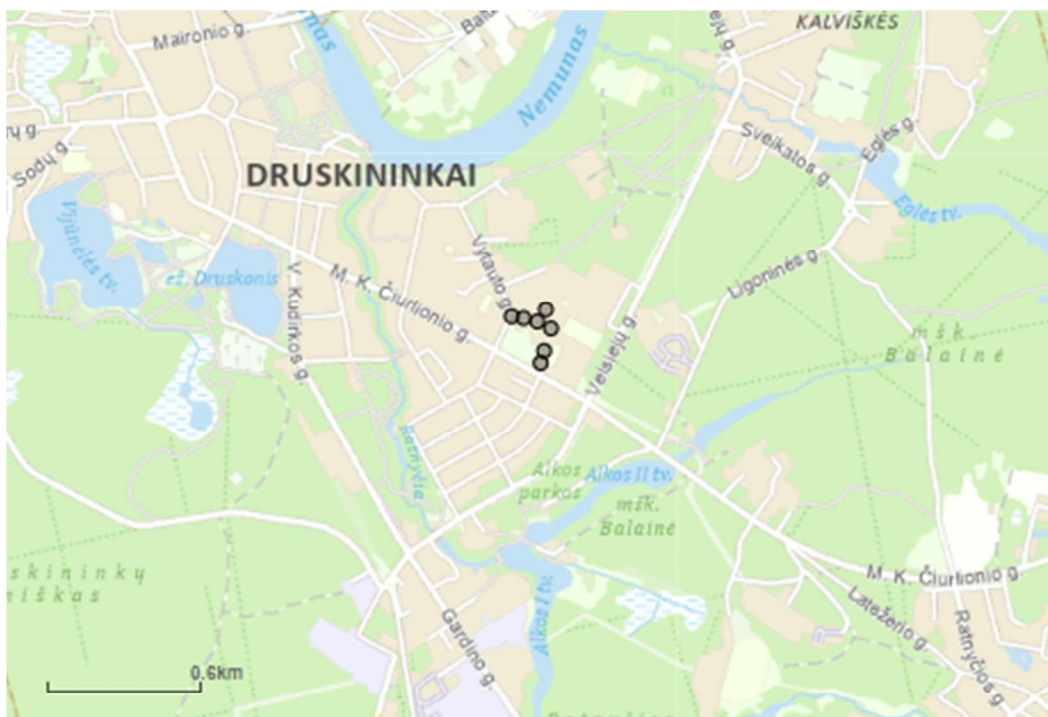 Maironio g.
Nemunas
KALVIŠKĖS
Sodų g.
DRUSKININKAI
Sveikatos g.
Eglės g.
Eglės tv.
Vijūnėlės tv.
ež. Druskonis
V. Kudirkos g.
M. K. Čiurlionio g.
Vytauto g.
Ligoninės g.
Veisiejų g.
mšk.
Balainė
Ratnyčia
Alkos
parkas
Alkos II tv.
mšk.
Balainė
M. K. Čiurlionio g.
Latežerio g.
Ratnyčios g.
Gardino g.
Alkos I tv.
0.6km